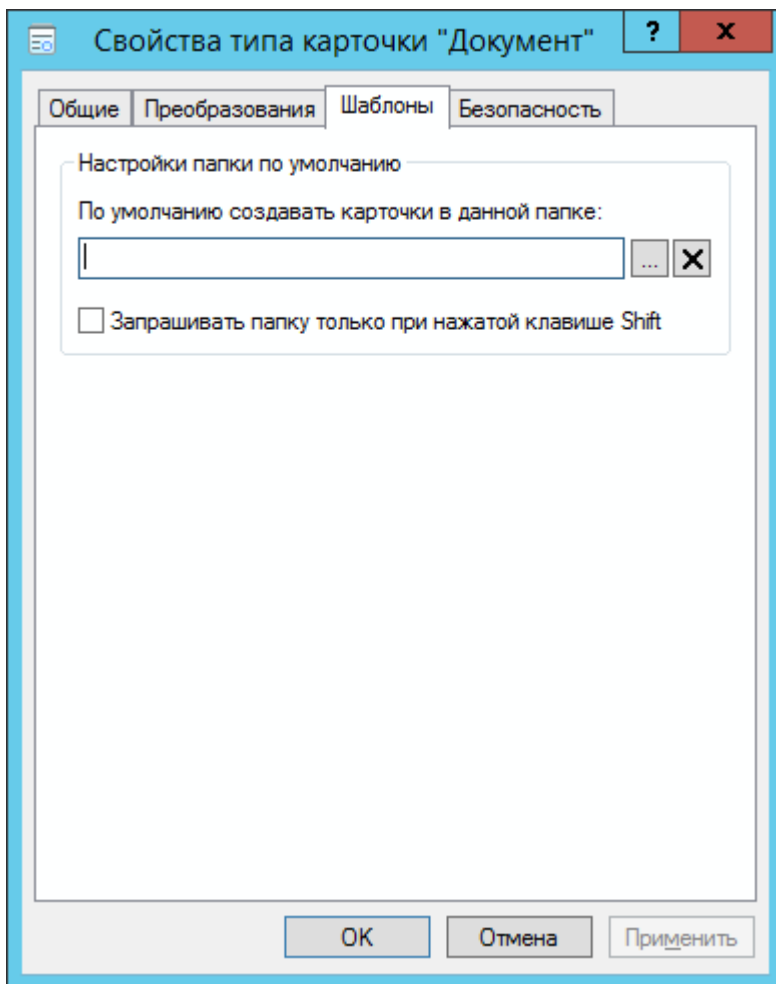 Свойства типа карточки "Документ"
? x
Общие Преобразования Шаблоны Безопасность
Настройки папки по умолчанию
По умолчанию создавать карточки в данной папке:
...
Запрашивать папку только при нажатой клавише Shift
OK Отмена Применить